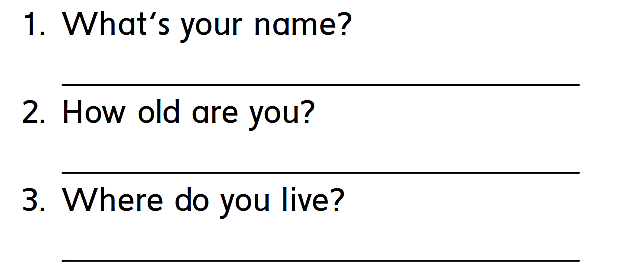 1. What's your name?
2. How old are you?
3. Where do you live?